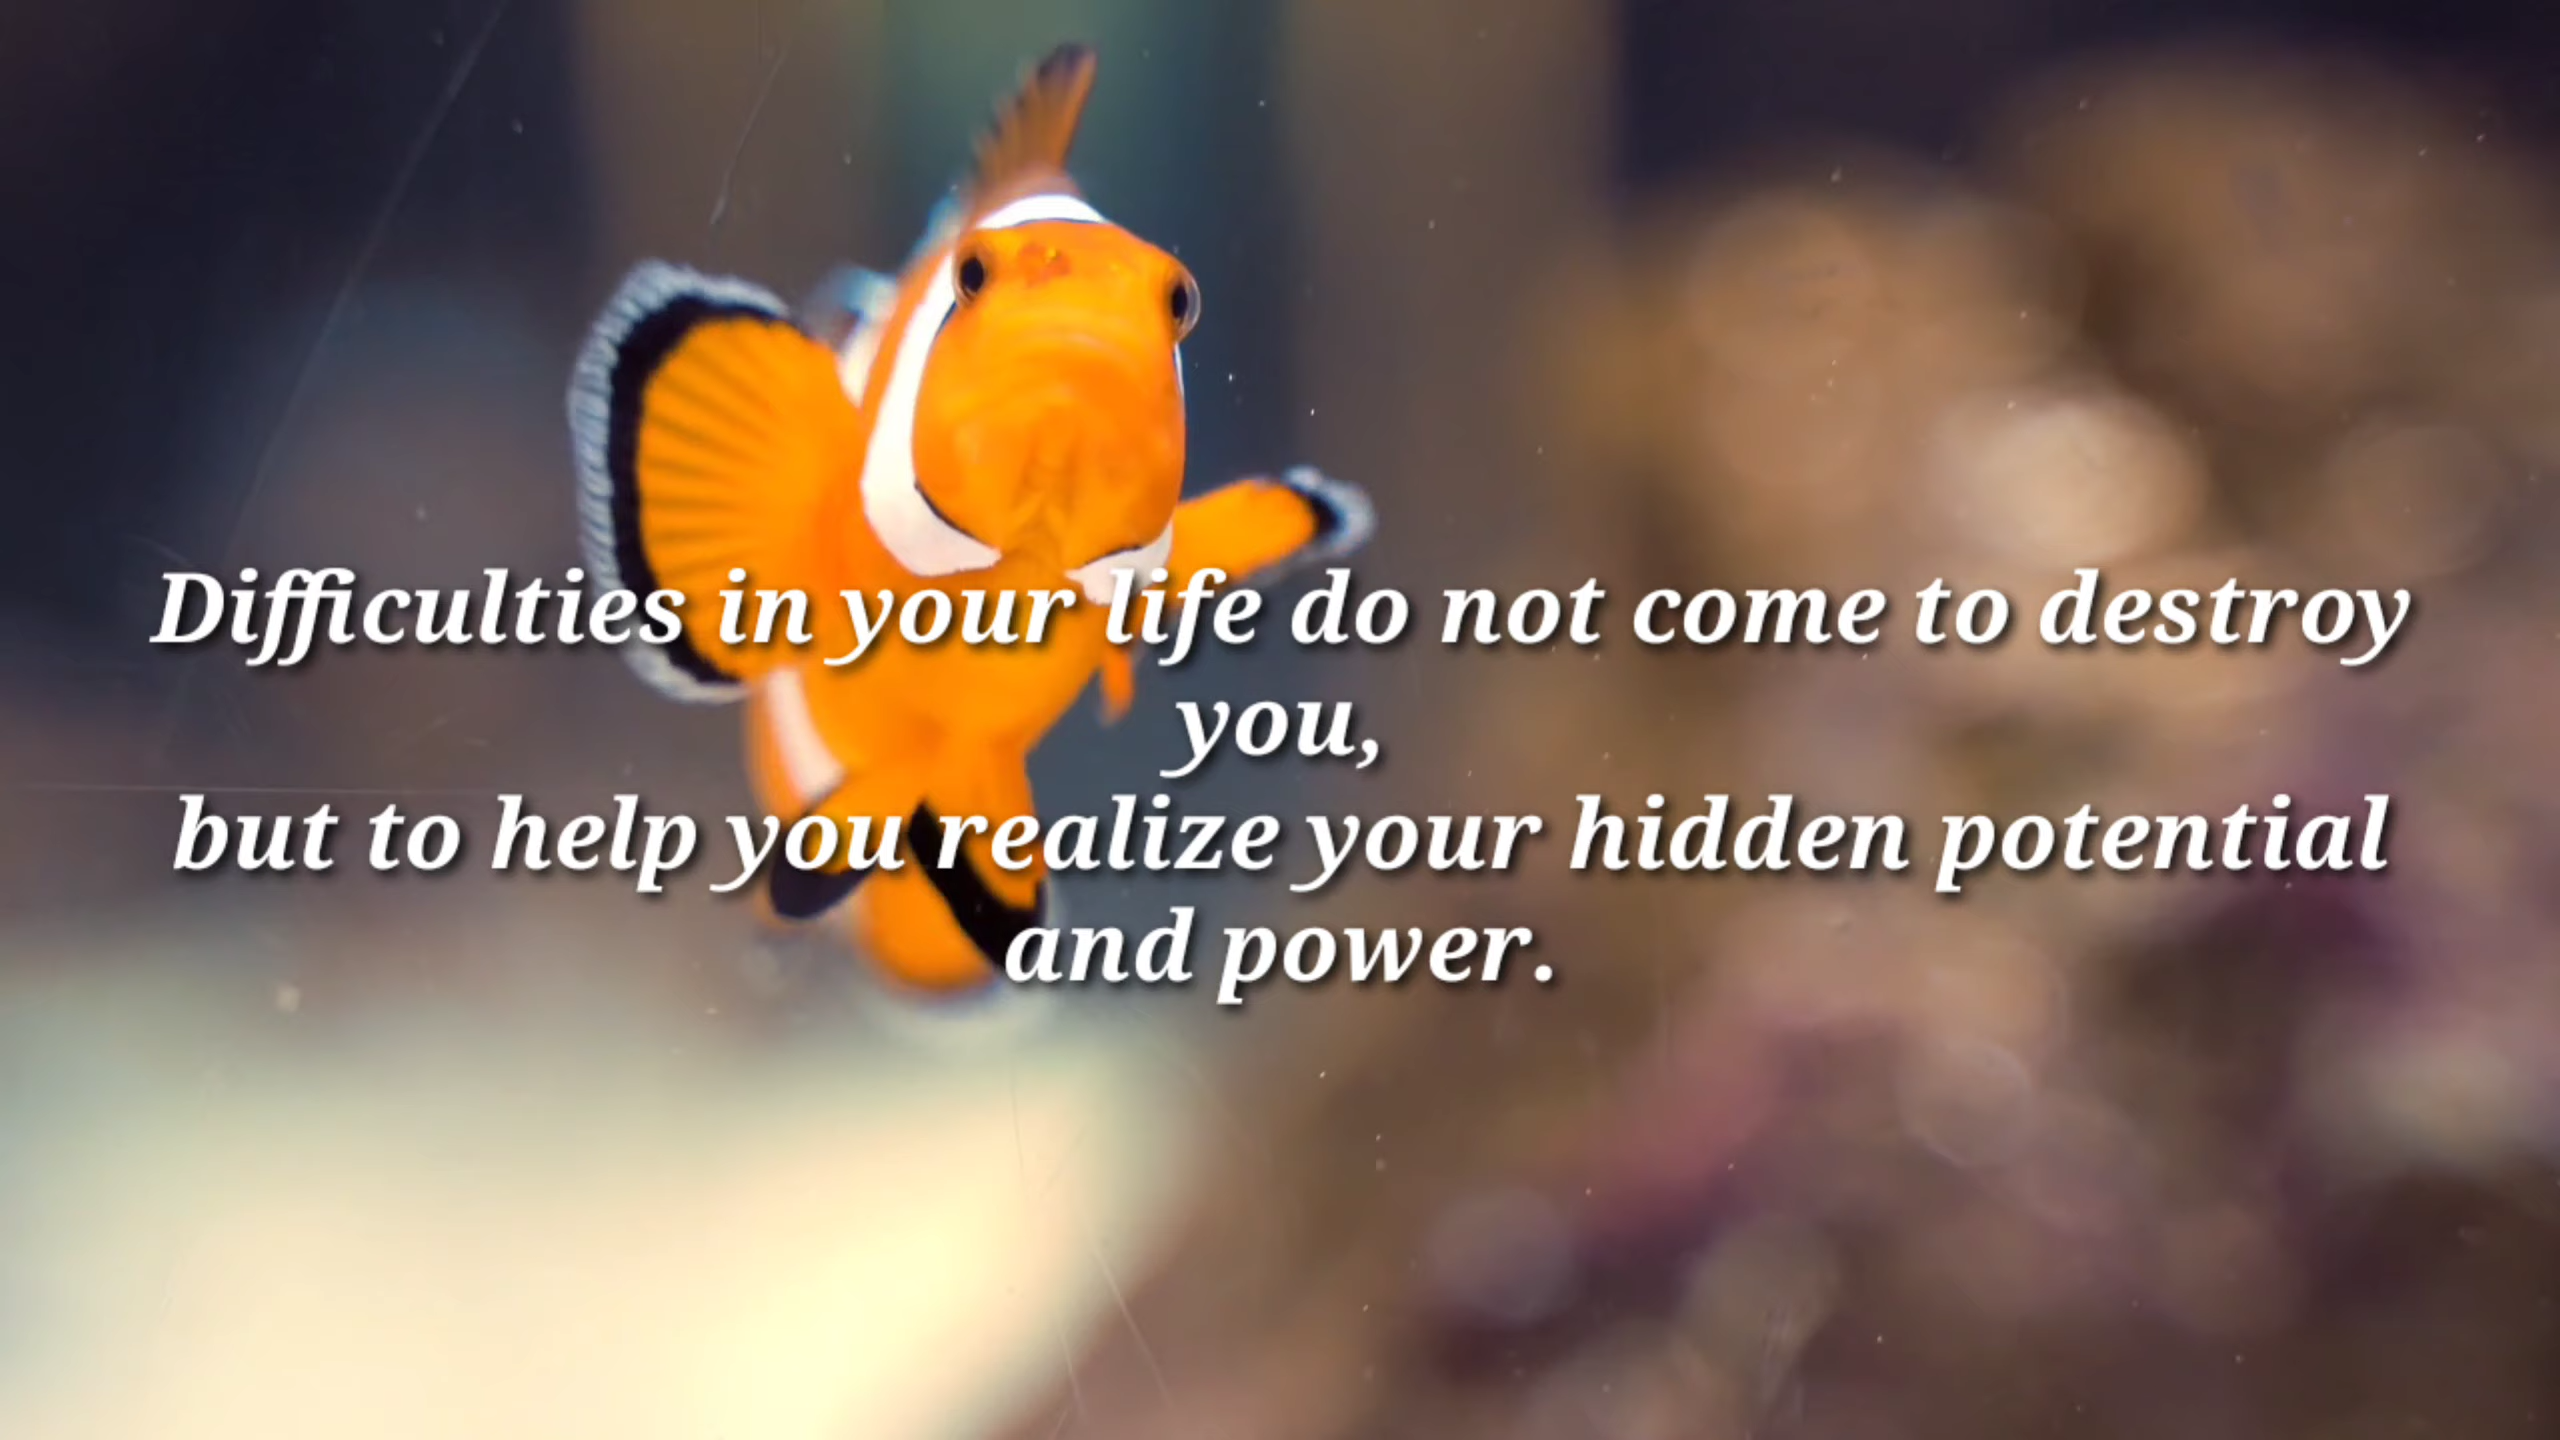 Difficulties in your life do not come to destroy
you,
but to help you realize your hidden potential
and power.